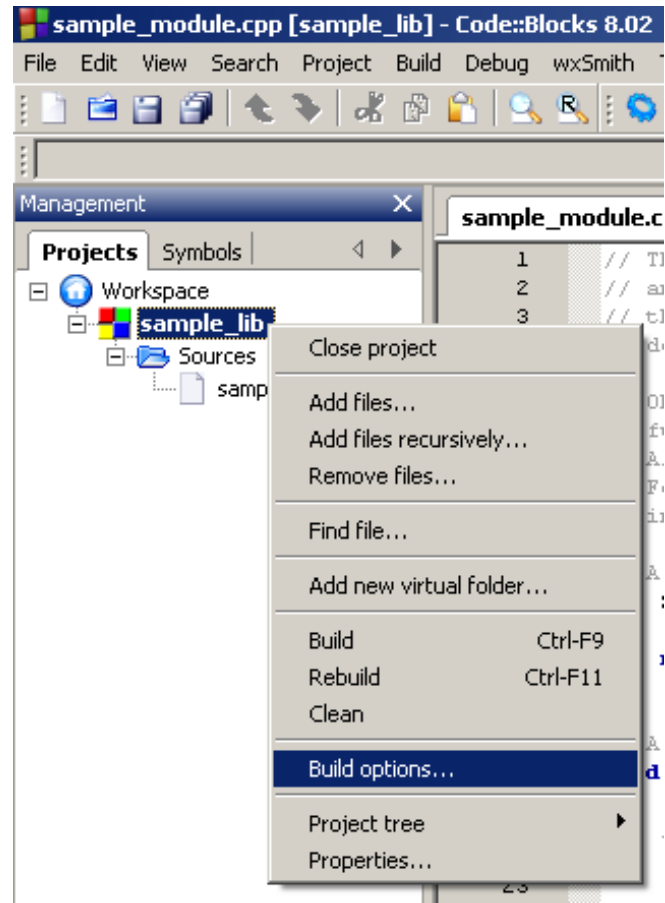 sample_module.cpp [sample_lib] - Code::Blocks 8.02
File Edit View Search Project Build Debug wxSmith
Management
sample_module.c
Projects Symbols
1 //
Workspace
2 //
sample_lib
3 //
Sources
samp
Close project
Add files...
Add files recursively...
Remove files...
Find file...
Add new virtual folder...
Build Ctrl-F9
Rebuild Ctrl-F11
Clean
Build options...
Project tree
Properties...
23